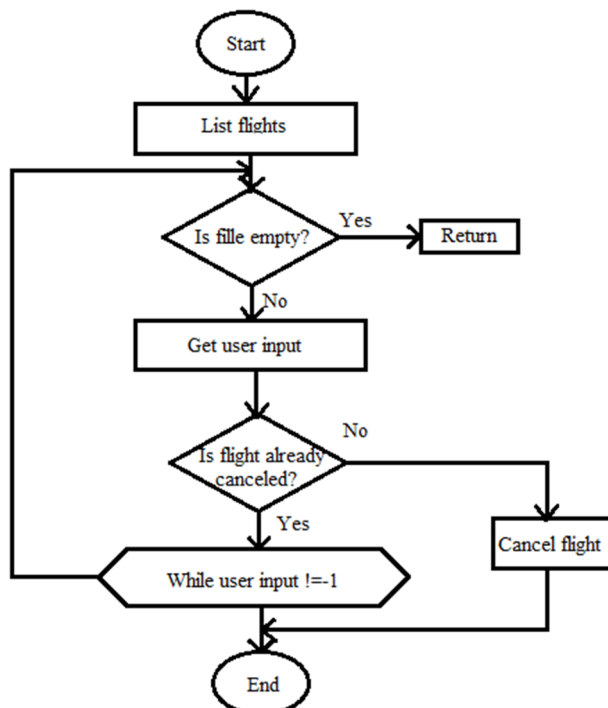 Start
List flights
Is fille empty?
Yes
Return
No
Get user input
Is flight already
canceled?
No
Yes
Cancel flight
While user input !=-1
End